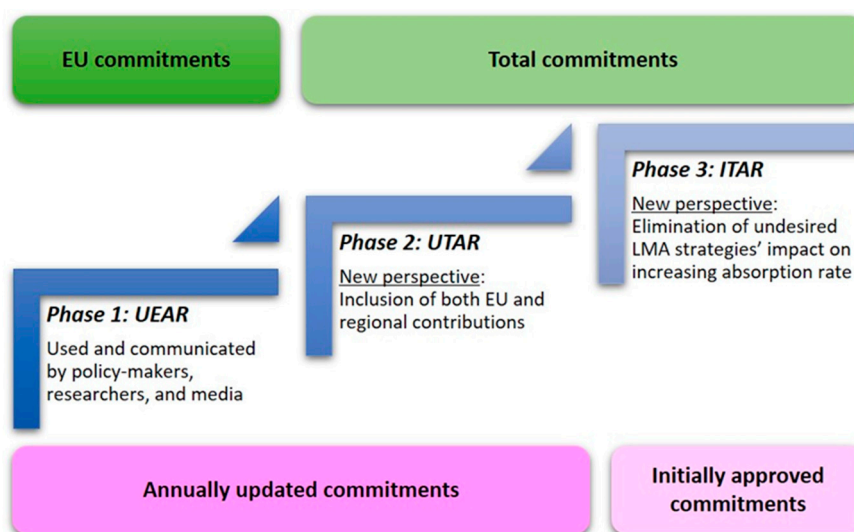 EU commitments
Total commitments
Phase 3: ITAR
New perspective:
Elimination of undesired
LMA strategies’ impact on
increasing absorption rate
Phase 2: UTAR
New perspective:
Inclusion of both EU and
regional contributions
Phase 1: UEAR
Used and communicated
by policy-makers,
researchers, and media
Annually updated commitments
Initially approved
commitments